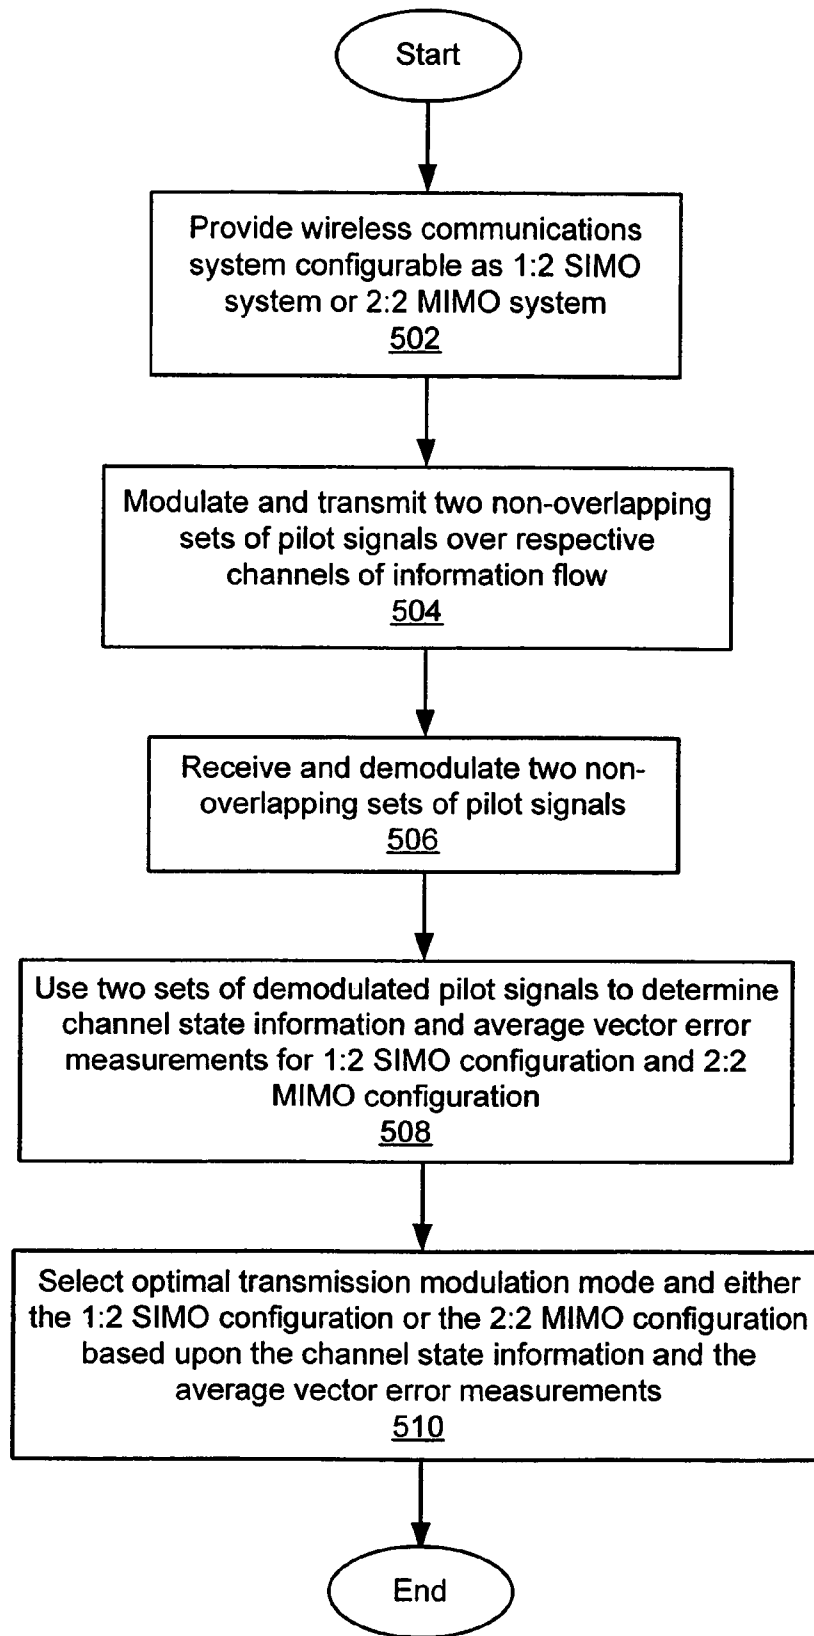 Start
Provide wireless communications
system configurable as 1:2 SIMO
system or 2:2 MIMO system
502
Modulate and transmit two non-overlapping
sets of pilot signals over respective
channels of information flow
504
Receive and demodulate two non-
overlapping sets of pilot signals
506
Use two sets of demodulated pilot signals to determine
channel state information and average vector error
measurements for 1:2 SIMO configuration and 2:2
MIMO configuration
508
Select optimal transmission modulation mode and either
the 1:2 SIMO configuration or the 2:2 MIMO configuration
based upon the channel state information and the
average vector error measurements
510
End